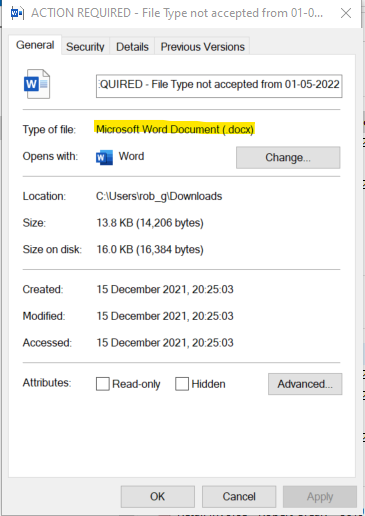 ACTION REQUIRED - File Type not accepted from 01-0...
General Security Details Previous Versions
QUIRED - File Type not accepted from 01-05-2022
Type of file: Microsoft Word Document (.docx)
Opens with: Word Change...
Location: C:\Users\rob_g\Downloads
Size: 13.8 KB (14,206 bytes)
Size on disk: 16.0 KB (16,384 bytes)
Created: 15 December 2021, 20:25:03
Modified: 15 December 2021, 20:25:03
Accessed: 15 December 2021, 20:25:03
Attributes: Read-only Hidden Advanced...
OK Cancel Apply